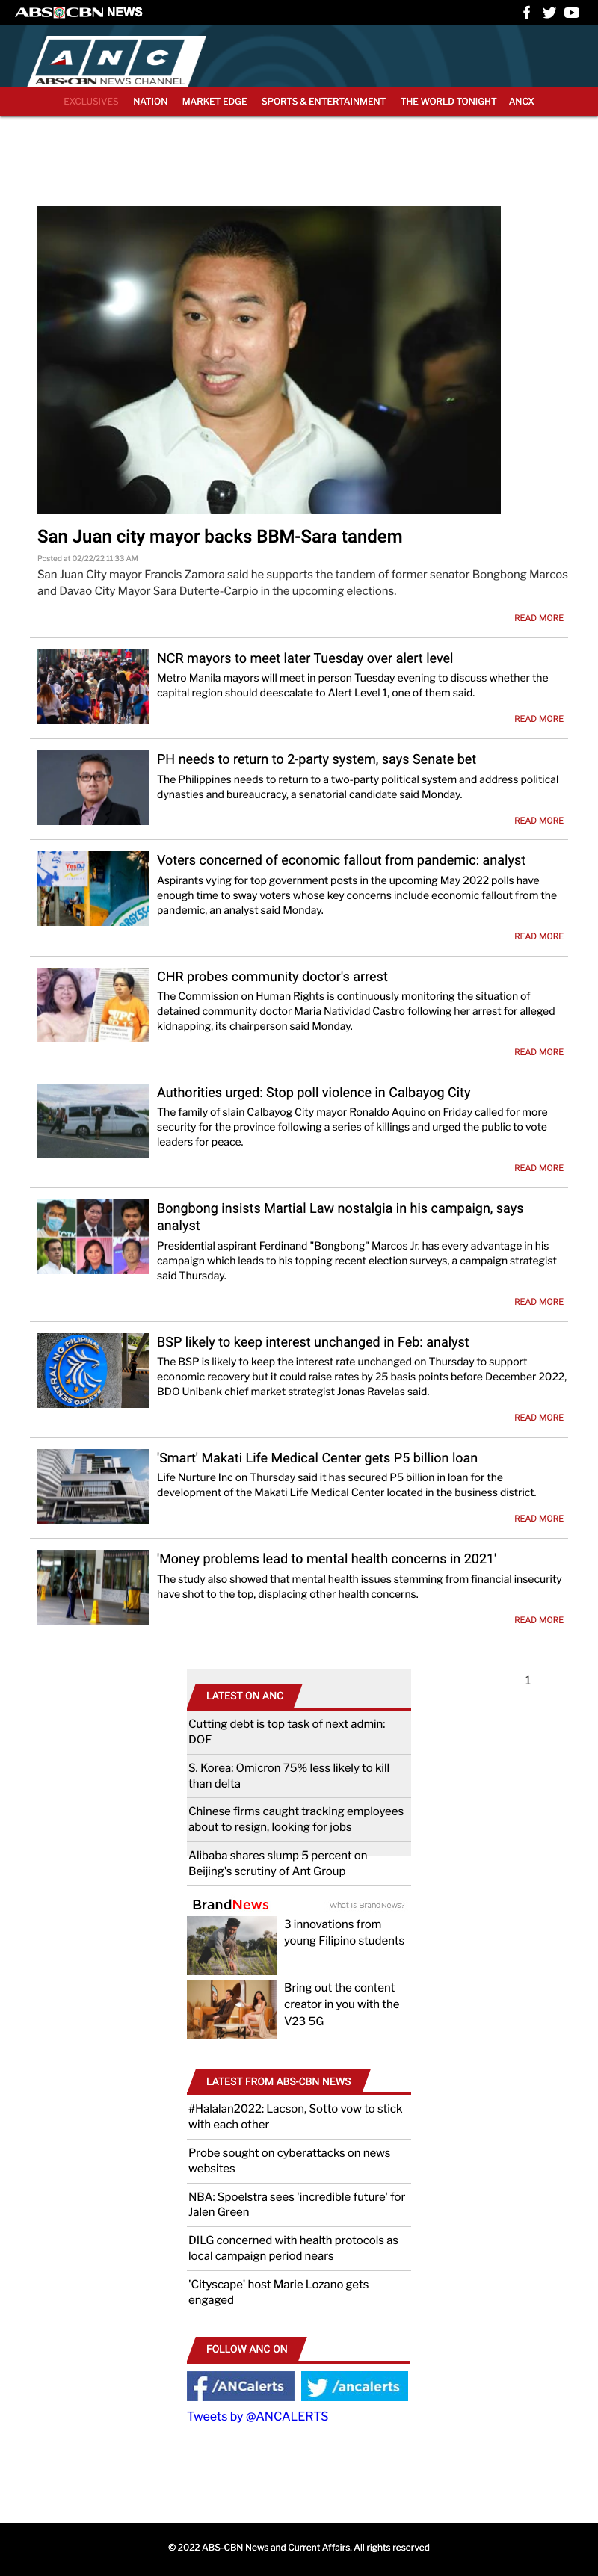 ABS-CBN NEWS
ANC
ABS-CBN NEWS CHANNEL
EXCLUSIVES NATION MARKET EDGE SPORTS & ENTERTAINMENT THE WORLD TONIGHT ANCX
San Juan city mayor backs BBM-Sara tandem
Posted at 02/22/22 11:33 AM
San Juan City mayor Francis Zamora said he supports the tandem of former senator Bongbong Marcos
and Davao City Mayor Sara Duterte-Carpio in the upcoming elections.
READ MORE
NCR mayors to meet later Tuesday over alert level
Metro Manila mayors will meet in person Tuesday evening to discuss whether the
capital region should deescalate to Alert Level 1, one of them said.
READ MORE
PH needs to return to 2-party system, says Senate bet
The Philippines needs to return to a two-party political system and address political
dynasties and bureaucracy, a senatorial candidate said Monday.
READ MORE
Voters concerned of economic fallout from pandemic: analyst
Aspirants vying for top government posts in the upcoming May 2022 polls have
enough time to sway voters whose key concerns include economic fallout from the
pandemic, an analyst said Monday.
READ MORE
CHR probes community doctor's arrest
The Commission on Human Rights is continuously monitoring the situation of
detained community doctor Maria Natividad Castro following her arrest for alleged
kidnapping, its chairperson said Monday.
READ MORE
Authorities urged: Stop poll violence in Calbayog City
The family of slain Calbayog City mayor Ronaldo Aquino on Friday called for more
security for the province following a series of killings and urged the public to vote
leaders for peace.
READ MORE
Bongbong insists Martial Law nostalgia in his campaign, says
analyst
Presidential aspirant Ferdinand "Bongbong" Marcos Jr. has every advantage in his
campaign which leads to his topping recent election surveys, a campaign strategist
said Thursday.
READ MORE
BSP likely to keep interest unchanged in Feb: analyst
The BSP is likely to keep the interest rate unchanged on Thursday to support
economic recovery but it could raise rates by 25 basis points before December 2022,
BDO Unibank chief market strategist Jonas Ravelas said.
READ MORE
'Smart' Makati Life Medical Center gets P5 billion loan
Life Nurture Inc on Thursday said it has secured P5 billion in loan for the
development of the Makati Life Medical Center located in the business district.
READ MORE
'Money problems lead to mental health concerns in 2021'
The study also showed that mental health issues stemming from financial insecurity
have shot to the top, displacing other health concerns.
READ MORE
1
LATEST ON ANC
Cutting debt is top task of next admin:
DOF
S. Korea: Omicron 75% less likely to kill
than delta
Chinese firms caught tracking employees
about to resign, looking for jobs
Alibaba shares slump 5 percent on
Beijing's scrutiny of Ant Group
BrandNews What Is BrandNews?
3 innovations from
young Filipino students
Bring out the content
creator in you with the
V23 5G
LATEST FROM ABS-CBN NEWS
#Halalan2022: Lacson, Sotto vow to stick
with each other
Probe sought on cyberattacks on news
websites
NBA: Spoelstra sees 'incredible future' for
Jalen Green
DILG concerned with health protocols as
local campaign period nears
'Cityscape' host Marie Lozano gets
engaged
FOLLOW ANC ON
/ANCalerts /ancalerts
Tweets by @ANCALERTS
© 2022 ABS-CBN News and Current Affairs. All rights reserved